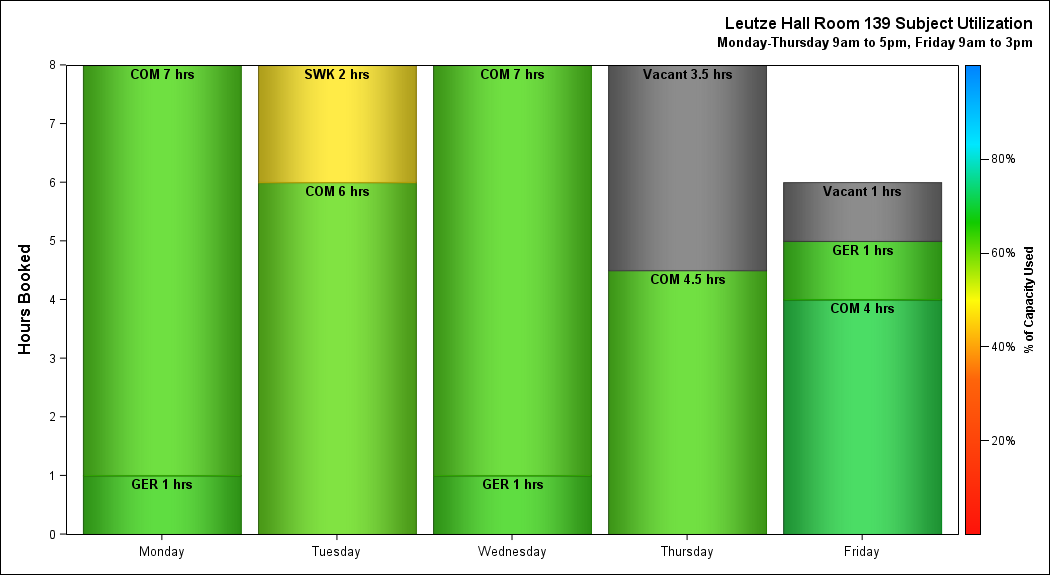 Leutze Hall Room 139 Subject Utilization
Monday-Thursday 9am to 5pm, Friday 9am to 3pm
Hours Booked
8
7
6
5
4
3
2
1
0
COM 7 hrs
GER 1 hrs
SWK 2 hrs
COM 6 hrs
COM 7 hrs
GER 1 hrs
Vacant 3.5 hrs
COM 4.5 hrs
Vacant 1 hrs
GER 1 hrs
COM 4 hrs
Monday
Tuesday
Wednesday
Thursday
Friday
80%
60%
40%
20%
% of Capacity Used